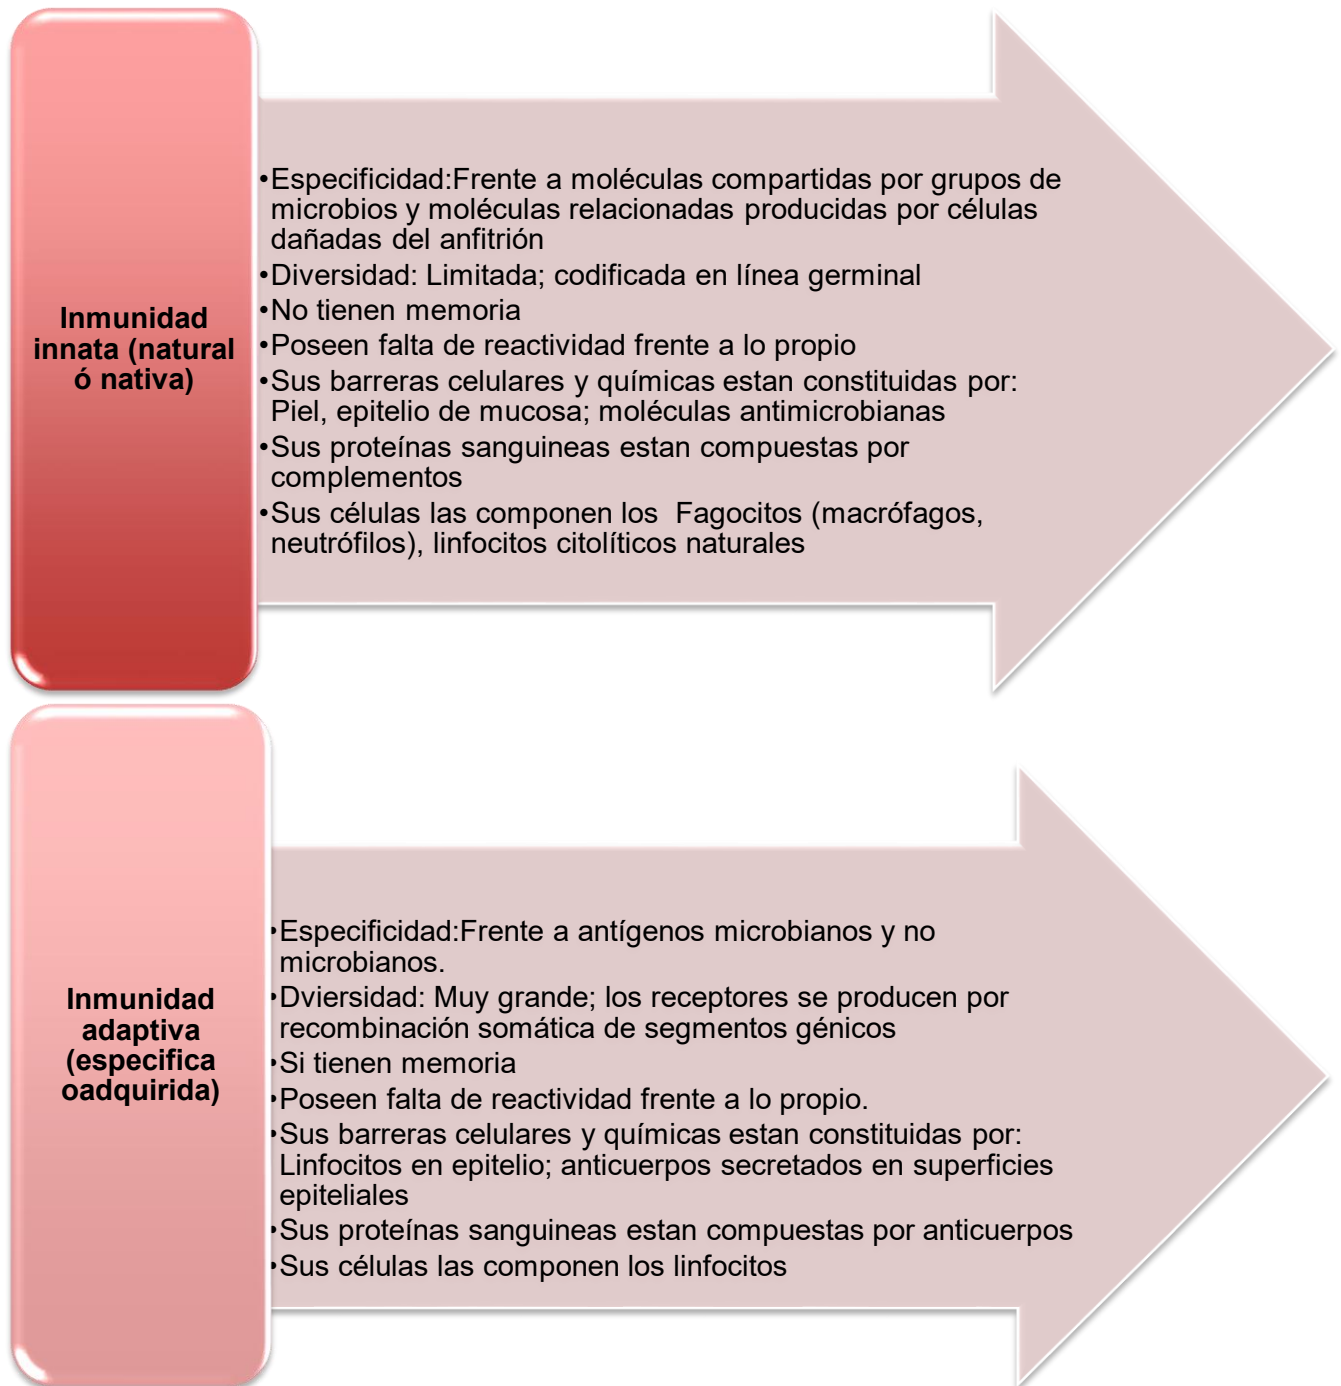 Inmunidad
innata (natural
ó nativa)
•Especificidad:Frente a moléculas compartidas por grupos de
microbios y moléculas relacionadas producidas por células
dañadas del anfitrión
•Diversidad: Limitada; codificada en línea germinal
•No tienen memoria
•Poseen falta de reactividad frente a lo propio
•Sus barreras celulares y químicas estan constituidas por:
Piel, epitelio de mucosa; moléculas antimicrobianas
•Sus proteínas sanguineas estan compuestas por
complementos
•Sus células las componen los  Fagocitos (macrófagos,
neutrófilos), linfocitos citolíticos naturales
Inmunidad
adaptiva
(especifica
oadquirida)
•Especificidad:Frente a antígenos microbianos y no
microbianos.
•Dviersidad: Muy grande; los receptores se producen por
recombinación somática de segmentos génicos
•Si tienen memoria
•Poseen falta de reactividad frente a lo propio.
•Sus barreras celulares y químicas estan constituidas por:
Linfocitos en epitelio; anticuerpos secretados en superficies
epiteliales
•Sus proteínas sanguineas estan compuestas por anticuerpos
•Sus células las componen los linfocitos